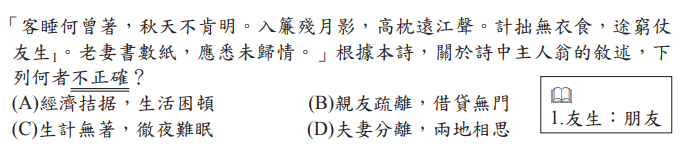 「客睡何曾著，秋天不肯明。入簾殘月影，高枕遠江聲。計拙無衣食，途窮仗
友生1。老妻書數紙，應悉未歸情。」根據本詩，關於詩中主人翁的敘述，下
列何者不正確？
(A)經濟拮据，生活困頓
(B)親友疏離，借貸無門
(C)生計無著，徹夜難眠
(D)夫妻分離，兩地相思
1.友生：朋友